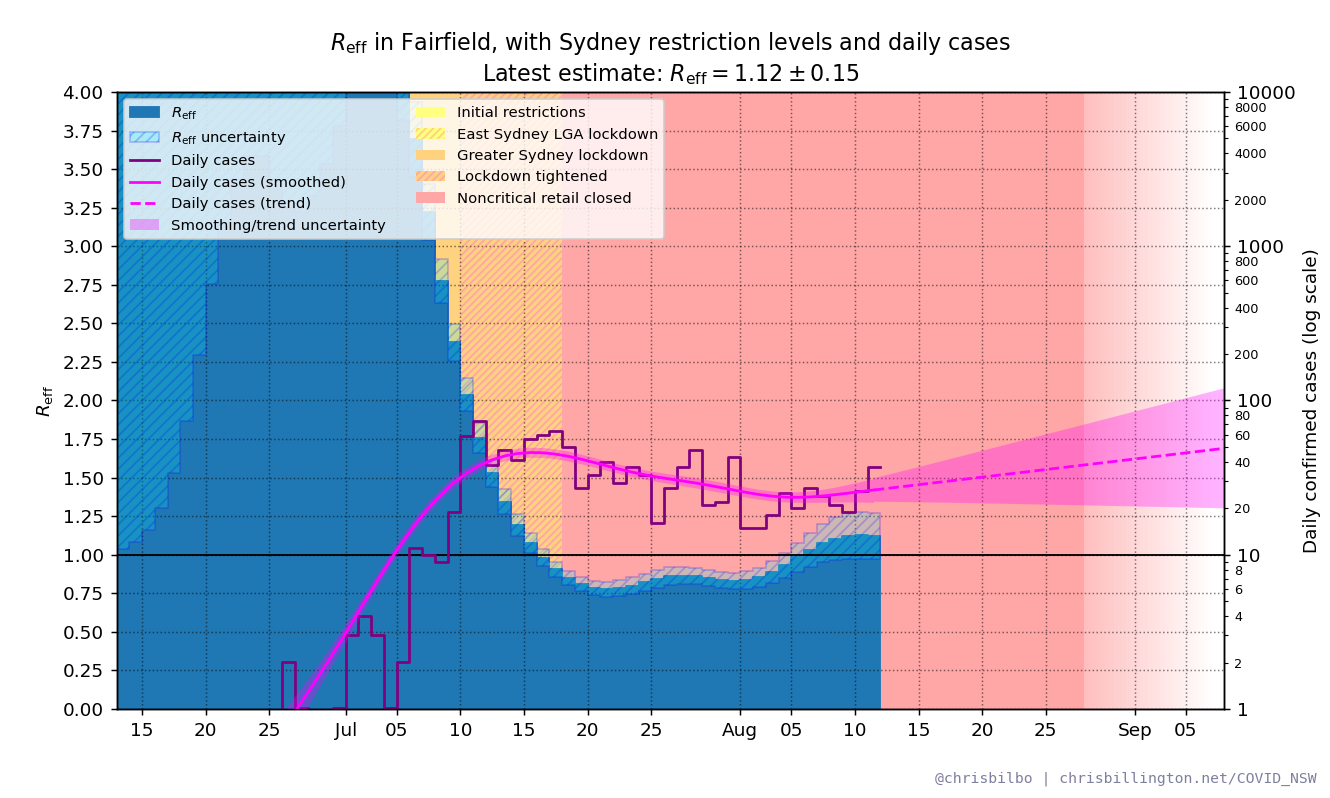 Reff in Fairfield, with Sydney restriction levels and daily cases
Latest estimate: Reff = 1.12 ± 0.15
Reff
Reff uncertainty
Daily cases
Daily cases (smoothed)
Daily cases (trend)
Smoothing/trend uncertainty
Initial restrictions
East Sydney LGA lockdown
Greater Sydney lockdown
Lockdown tightened
Noncritical retail closed
Reff
4.00
3.75
3.50
3.25
3.00
2.75
2.50
2.25
2.00
1.75
1.50
1.25
1.00
0.75
0.50
0.25
0.00
10000
8000
6000
4000
2000
1000
800
600
400
200
100
80
60
40
20
10
8
6
4
2
1
Daily confirmed cases (log scale)
15 20 25 Jul 05 10 15 20 25 Aug 05 10 15 20 25 Sep 05
@chrisbilbo | chrisbillington.net/COVID_NSW